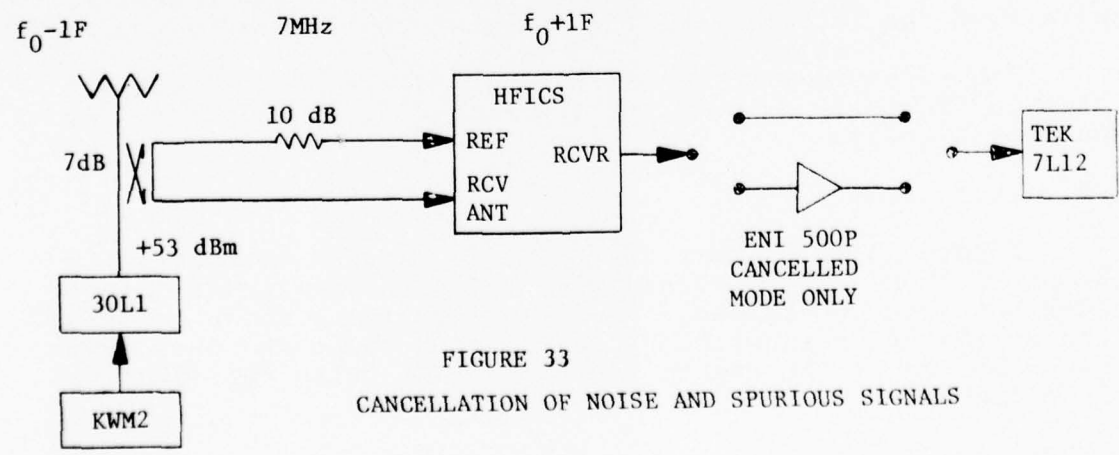 f0-1F
7MHz
f0+1F
HFICS
10 dB
REF
RCVR
TEK
7L12
7dB
RCV
ANT
+53 dBm
ENI 500P
CANCELLED
MODE ONLY
30L1
FIGURE 33
CANCELLATION OF NOISE AND SPURIOUS SIGNALS
KWM2